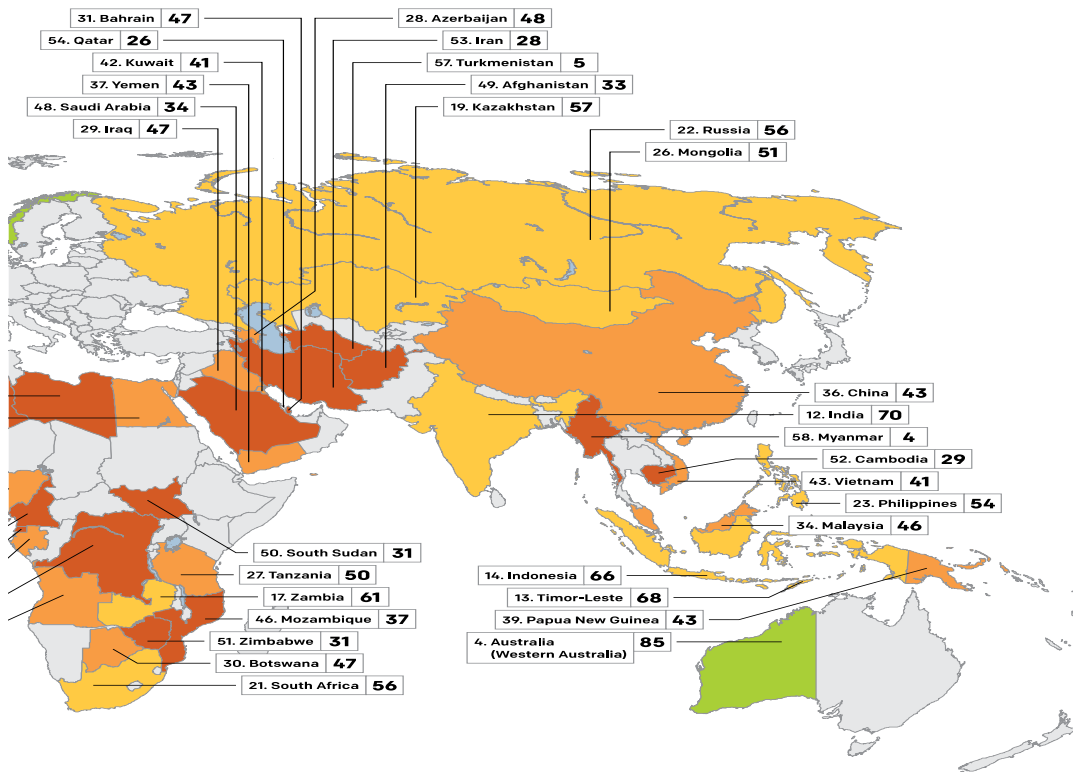 31. Bahrain 47
28. Azerbaijan 48
54. Qatar 26
53. Iran 28
42. Kuwait 41
57. Turkmenistan 5
37. Yemen 43
49. Afghanistan 33
48. Saudi Arabia 34
19. Kazakhstan 57
29. Iraq 47
22. Russia 56
26. Mongolia 51
36. China 43
12. India 70
58. Myanmar 4
52. Cambodia 29
43. Vietnam 41
23. Philippines 54
34. Malaysia 46
50. South Sudan 31
27. Tanzania 50
14. Indonesia 66
17. Zambia 61
13. Timor-Leste 68
46. Mozambique 37
39. Papua New Guinea 43
51. Zimbabwe 31
4. Australia 85
(Western Australia)
30. Botswana 47
21. South Africa 56